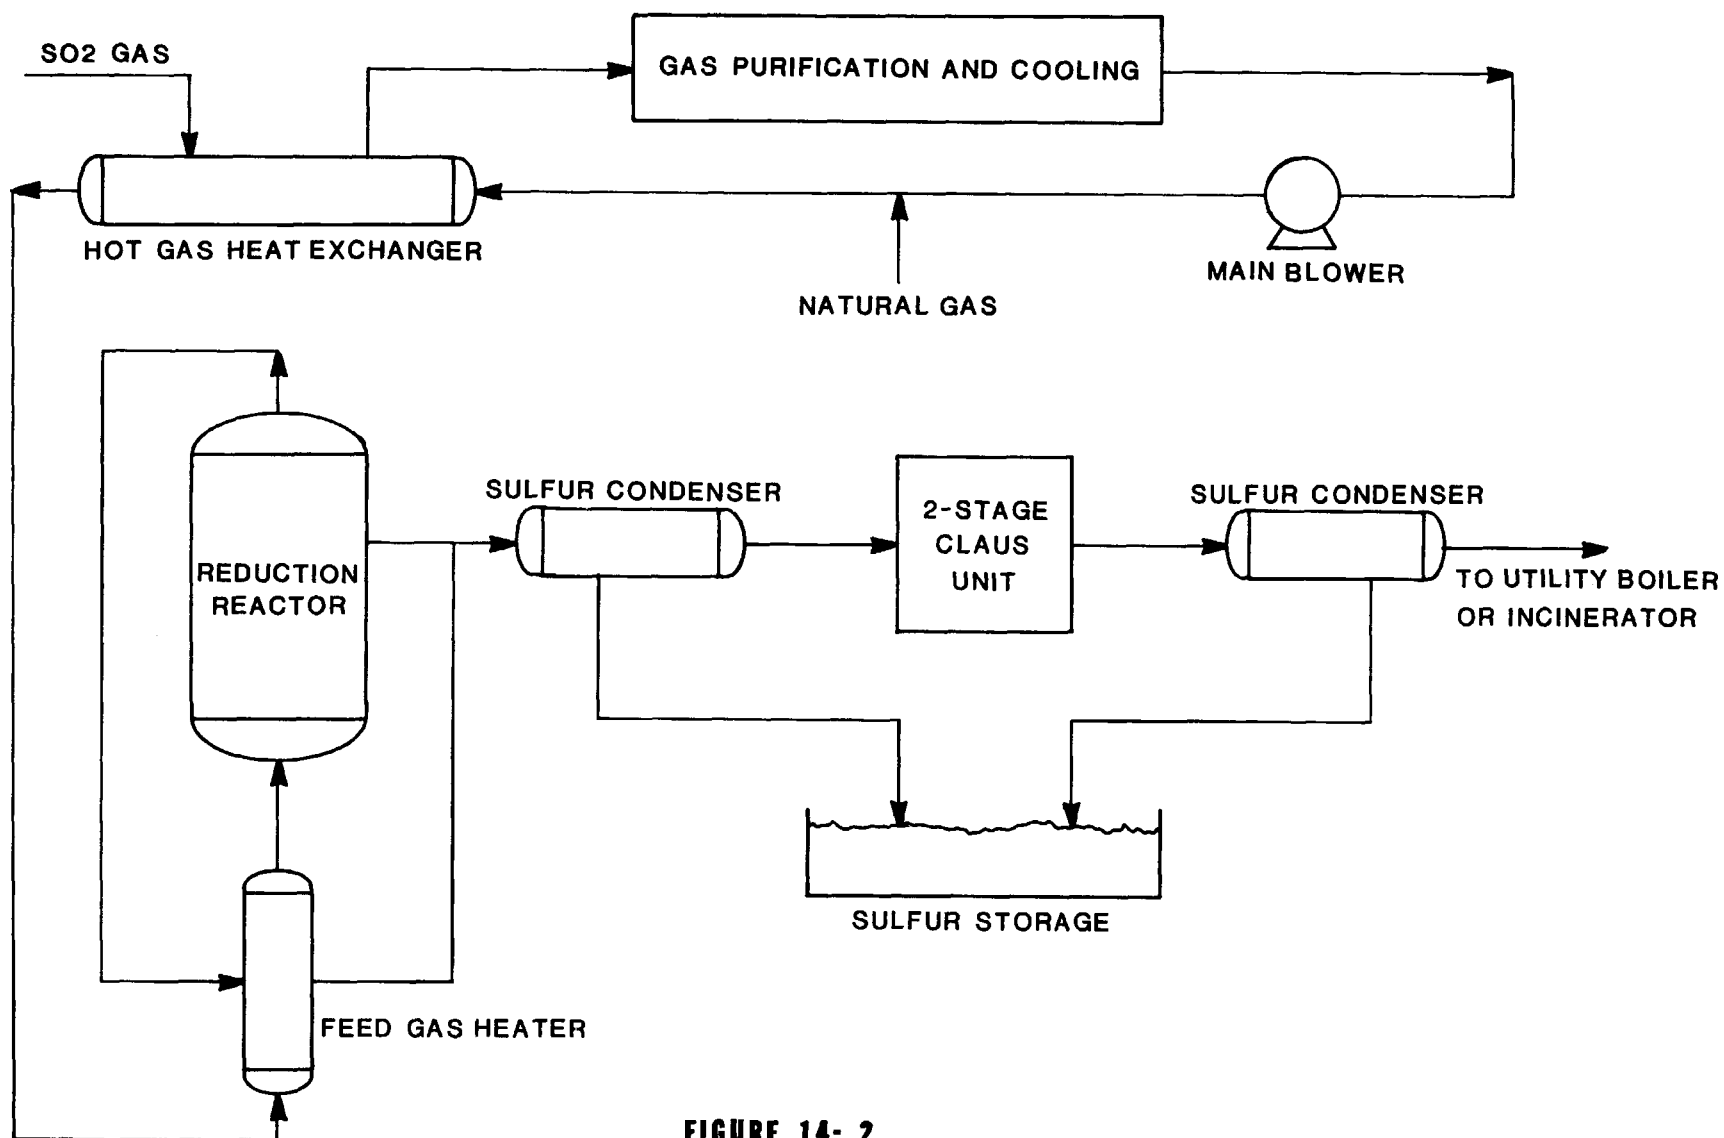 SO2 GAS
GAS PURIFICATION AND COOLING
HOT GAS HEAT EXCHANGER
MAIN BLOWER
NATURAL GAS
SULFUR CONDENSER
2-STAGE
CLAUS
UNIT
SULFUR CONDENSER
REDUCTION
REACTOR
TO UTILITY BOILER
OR INCINERATOR
SULFUR STORAGE
FEED GAS HEATER
FIGURE 14- 2